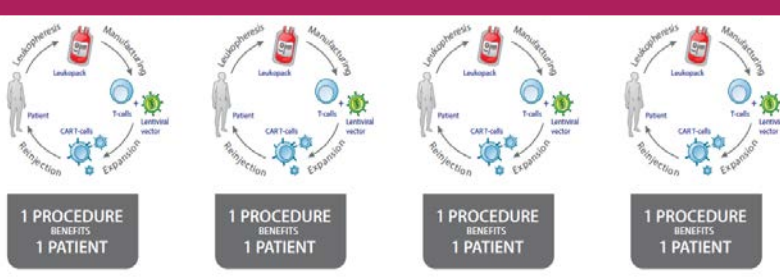 Leukopheresis
Manufacturing
Leukopack
Patient
T-cells
+
Lentiviral
vector
CAR T-cells
Reinjection
Expansion
1 PROCEDURE
BENEFITS
1 PATIENT
Leukopheresis
Manufacturing
Leukopack
Patient
T-cells
+
Lentiviral
vector
CAR T-cells
Reinjection
Expansion
1 PROCEDURE
BENEFITS
1 PATIENT
Leukopheresis
Manufacturing
Leukopack
Patient
T-cells
+
Lentiviral
vector
CAR T-cells
Reinjection
Expansion
1 PROCEDURE
BENEFITS
1 PATIENT
Leukopheresis
Manufacturing
Leukopack
Patient
T-cells
+
Lentiviral
vector
CAR T-cells
Reinjection
Expansion
1 PROCEDURE
BENEFITS
1 PATIENT